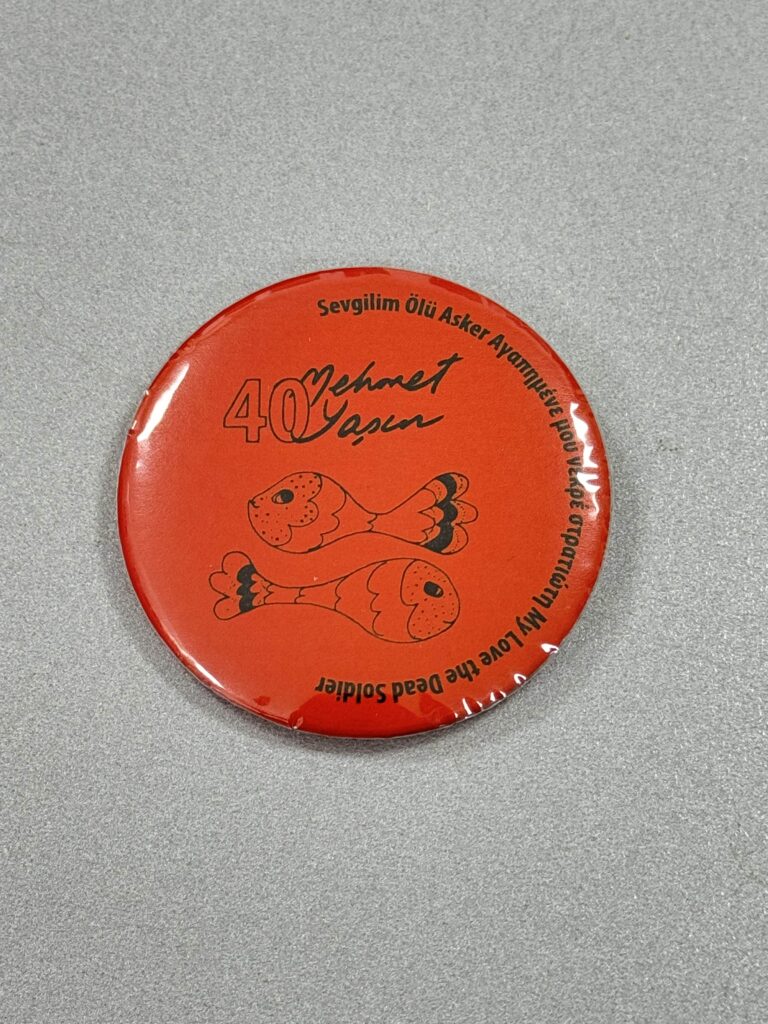 Sevgilim Ölü Asker Αγαπημένε μου νεκρέ στρατιώτη My Love the Dead Soldier
40 Mehmet
Yaşın